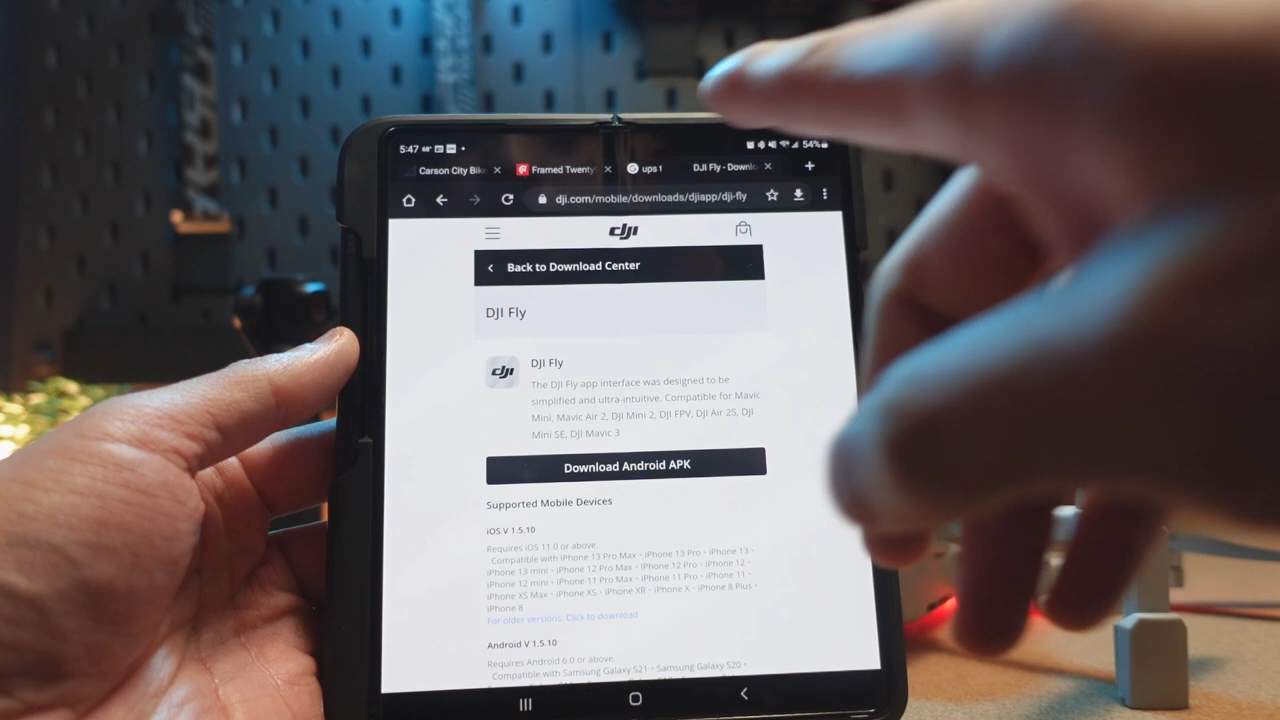 5:47 68°
54%
Carson City Bik
Framed Twenty
ups t
DJI Fly - Downlo
dji.com/mobile/downloads/djiapp/dji-fly
dji
Back to Download Center
DJI Fly
dji
DJI Fly
The DJI Fly app interface was designed to be
simplified and ultra-intuitive. Compatible for Mavic
Mini, Mavic Air 2, DJI Mini 2, DJI FPV, DJI Air 2S, DJI
Mini SE, DJI Mavic 3
Download Android APK
Supported Mobile Devices
iOS V 1.5.10
Requires iOS 11.0 or above.
Compatible with iPhone 13 Pro Max、iPhone 13 Pro、iPhone 13、
iPhone 13 mini、iPhone 12 Pro Max、iPhone 12 Pro、iPhone 12、
iPhone 12 mini、iPhone 11 Pro Max、iPhone 11 Pro、iPhone 11、
iPhone XS Max、iPhone XS、iPhone XR、iPhone X、iPhone 8 Plus、
iPhone 8
For older versions: Click to download
Android V 1.5.10
Requires Android 6.0 or above.
Compatible with Samsung Galaxy S21、Samsung Galaxy S20、